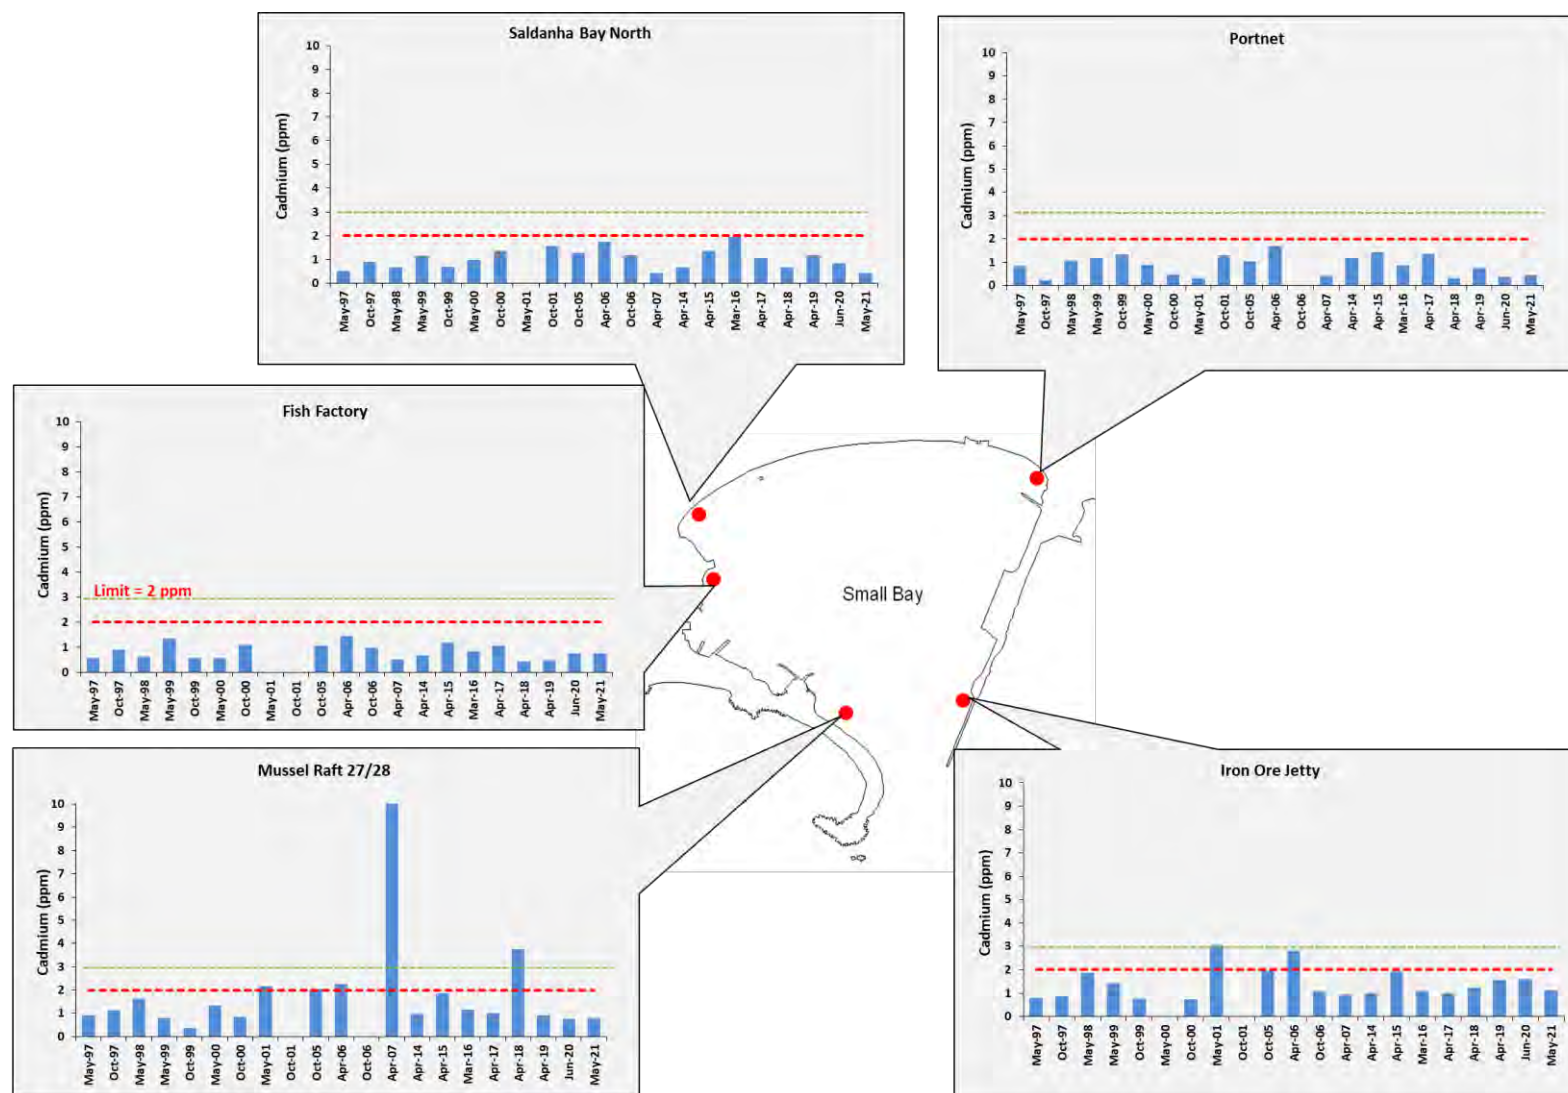 Saldanha Bay North
Cadmium (ppm)
10
9
8
7
6
5
4
3
2
1
0
May-97
Oct-97
May-98
May-99
Oct-99
May-00
Oct-00
May-01
Oct-01
Oct-05
Apr-06
Oct-06
Apr-07
Apr-14
Apr-15
Mar-16
Apr-17
Apr-18
Apr-19
Jun-20
May-21
Portnet
Cadmium (ppm)
10
9
8
7
6
5
4
3
2
1
0
May-97
Oct-97
May-98
May-99
Oct-99
May-00
Oct-00
May-01
Oct-01
Oct-05
Apr-06
Oct-06
Apr-07
Apr-14
Apr-15
Mar-16
Apr-17
Apr-18
Apr-19
Jun-20
May-21
Fish Factory
Cadmium (ppm)
10
9
8
7
6
5
4
3
2
1
0
Limit = 2 ppm
May-97
Oct-97
May-98
May-99
Oct-99
May-00
Oct-00
May-01
Oct-01
Oct-05
Apr-06
Oct-06
Apr-07
Apr-14
Apr-15
Mar-16
Apr-17
Apr-18
Apr-19
Jun-20
May-21
Small Bay
Mussel Raft 27/28
Cadmium (ppm)
10
9
8
7
6
5
4
3
2
1
0
May-97
Oct-97
May-98
May-99
Oct-99
May-00
Oct-00
May-01
Oct-01
Oct-05
Apr-06
Oct-06
Apr-07
Apr-14
Apr-15
Mar-16
Apr-17
Apr-18
Apr-19
Jun-20
May-21
Iron Ore Jetty
Cadmium (ppm)
10
9
8
7
6
5
4
3
2
1
0
May-97
Oct-97
May-98
May-99
Oct-99
May-00
Oct-00
May-01
Oct-01
Oct-05
Apr-06
Oct-06
Apr-07
Apr-14
Apr-15
Mar-16
Apr-17
Apr-18
Apr-19
Jun-20
May-21